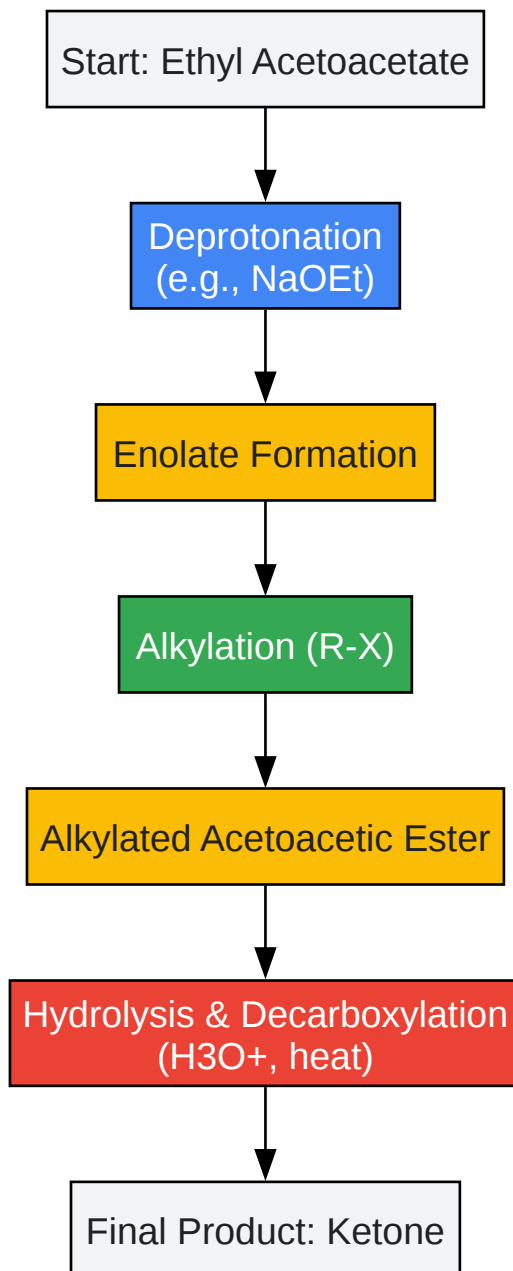 Start: Ethyl Acetoacetate
Deprotonation
(e.g., NaOEt)
Enolate Formation
Alkylation (R-X)
Alkylated Acetoacetic Ester
Hydrolysis & Decarboxylation
(H3O+, heat)
Final Product: Ketone